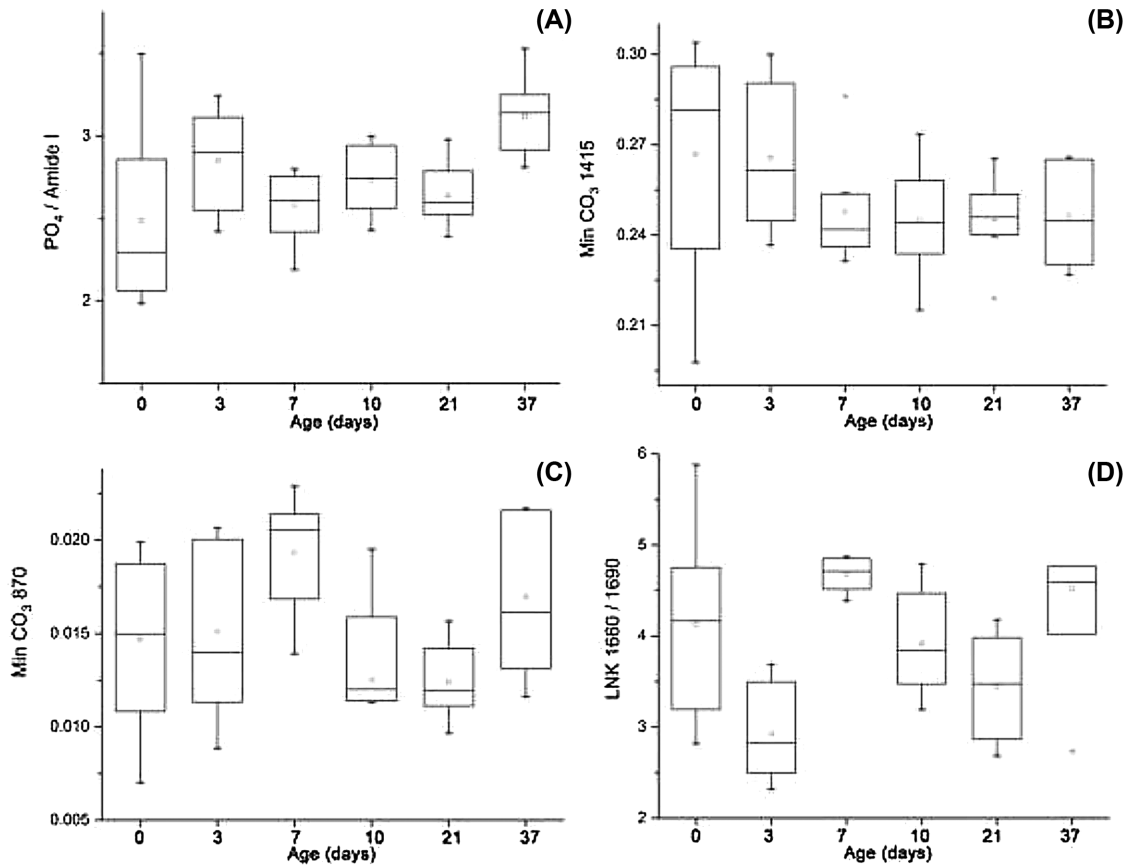 (A)
PO4 / Amide I
3
2
0 3 7 10 21 37
Age (days)
(B)
Min CO3 1415
0.30
0.27
0.24
0.21
0 3 7 10 21 37
Age (days)
(C)
Min CO3 870
0.020
0.015
0.010
0.005
0 3 7 10 21 37
Age (days)
(D)
LNK 1660 / 1690
6
5
4
3
2
0 3 7 10 21 37
Age (days)